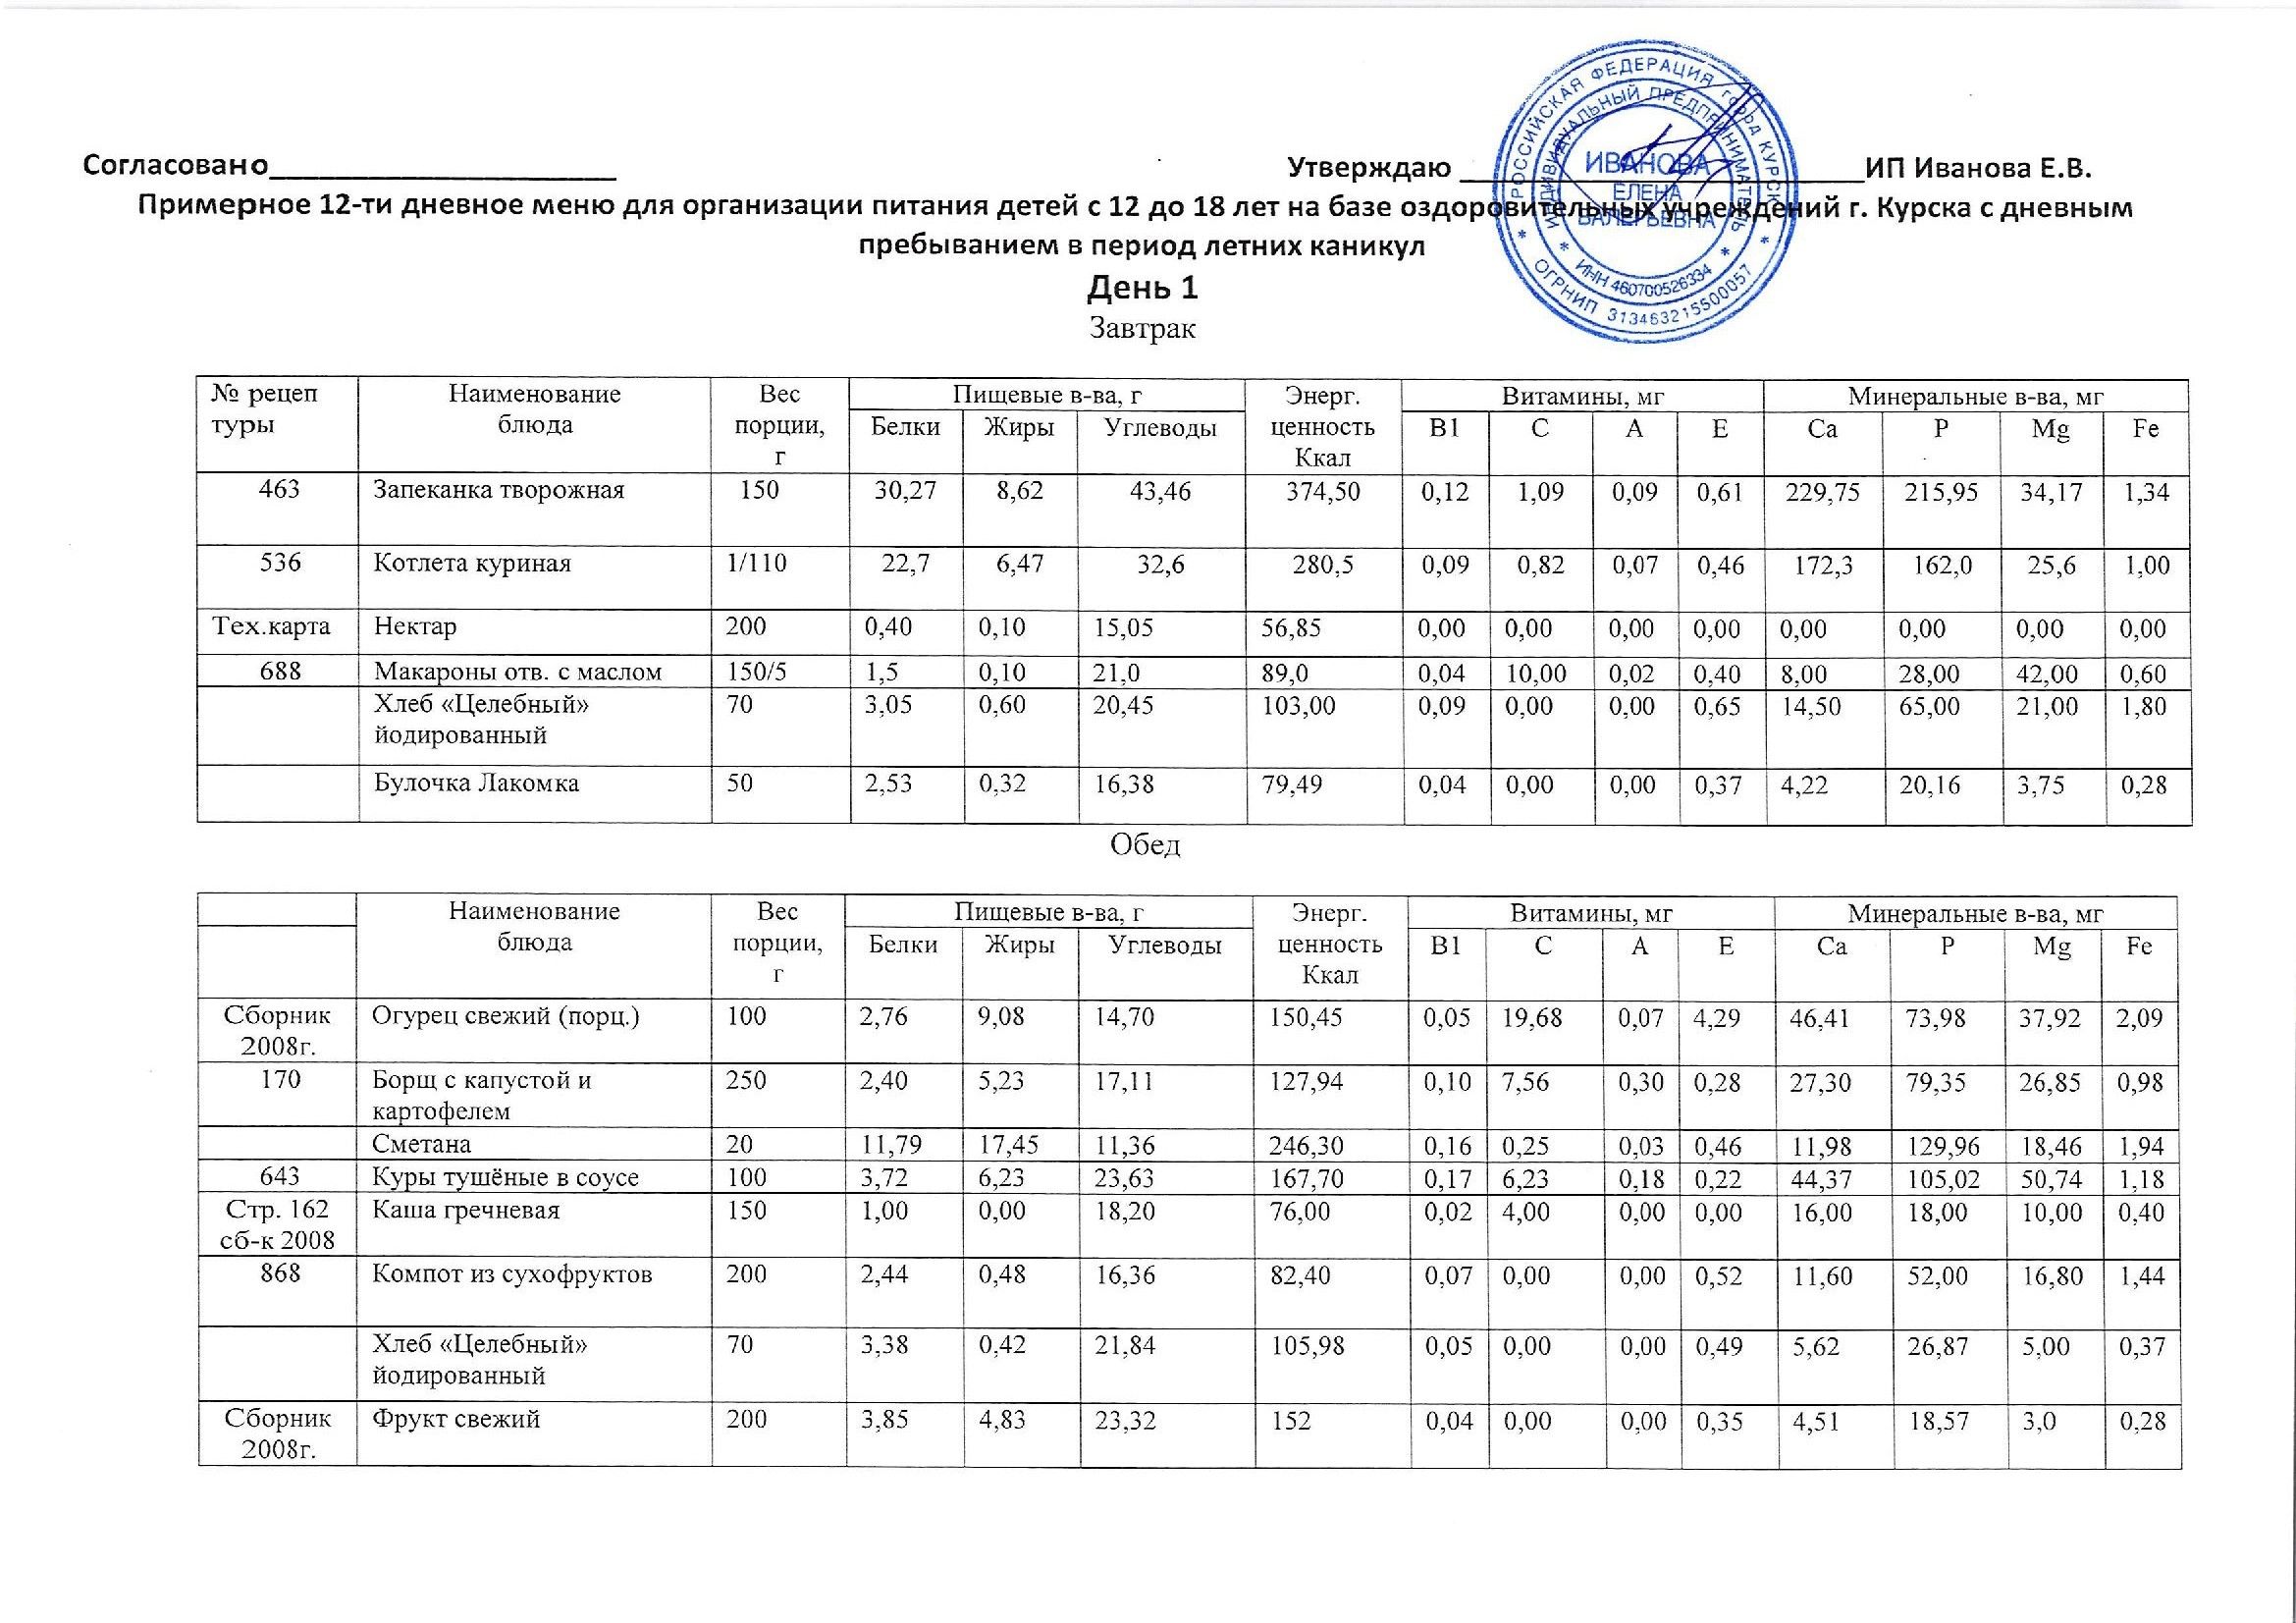 Согласовано____________________ Утверждаю ________________________ИП Иванова Е.В.
Примерное 12-ти дневное меню для организации питания детей с 12 до 18 лет на базе оздоровительных учреждений г. Курска с дневным
пребыванием в период летних каникул
РОССИЙСКАЯ ФЕДЕРАЦИЯ город КУРСК
ИНДИВИДУАЛЬНЫЙ ПРЕДПРИНИМАТЕЛЬ
ИВАНОВА
ЕЛЕНА
ВАЛЕРЬЕВНА
* ИНН 460700526334 *
* ОГРНИП 313463215500057 *
День 1
Завтрак
№ рецеп туры Наименование блюда Вес порции, г Пищевые в-ва, г Энерг. ценность Ккал Витамины, мг Минеральные в-ва, мг
Белки Жиры Углеводы B1 C A E Ca P Mg Fe
463 Запеканка творожная 150 30,27 8,62 43,46 374,50 0,12 1,09 0,09 0,61 229,75 215,95 34,17 1,34
536 Котлета куриная 1/110 22,7 6,47 32,6 280,5 0,09 0,82 0,07 0,46 172,3 162,0 25,6 1,00
Тех.карта Нектар 200 0,40 0,10 15,05 56,85 0,00 0,00 0,00 0,00 0,00 0,00 0,00 0,00
688 Макароны отв. с маслом 150/5 1,5 0,10 21,0 89,0 0,04 10,00 0,02 0,40 8,00 28,00 42,00 0,60
Хлеб «Целебный» 70 3,05 0,60 20,45 103,00 0,09 0,00 0,00 0,65 14,50 65,00 21,00 1,80
йодированный
Булочка Лакомка 50 2,53 0,32 16,38 79,49 0,04 0,00 0,00 0,37 4,22 20,16 3,75 0,28
Обед
Наименование блюда Вес порции, г Пищевые в-ва, г Энерг. ценность Ккал Витамины, мг Минеральные в-ва, мг
Белки Жиры Углеводы B1 C A E Ca P Mg Fe
Сборник Огурец свежий (порц.) 100 2,76 9,08 14,70 150,45 0,05 19,68 0,07 4,29 46,41 73,98 37,92 2,09
2008г.
170 Борщ с капустой и 250 2,40 5,23 17,11 127,94 0,10 7,56 0,30 0,28 27,30 79,35 26,85 0,98
картофелем
Сметана 20 11,79 17,45 11,36 246,30 0,16 0,25 0,03 0,46 11,98 129,96 18,46 1,94
643 Куры тушёные в соусе 100 3,72 6,23 23,63 167,70 0,17 6,23 0,18 0,22 44,37 105,02 50,74 1,18
Стр. 162 Каша гречневая 150 1,00 0,00 18,20 76,00 0,02 4,00 0,00 0,00 16,00 18,00 10,00 0,40
сб-к 2008
868 Компот из сухофруктов 200 2,44 0,48 16,36 82,40 0,07 0,00 0,00 0,52 11,60 52,00 16,80 1,44
Хлеб «Целебный» 70 3,38 0,42 21,84 105,98 0,05 0,00 0,00 0,49 5,62 26,87 5,00 0,37
йодированный
Сборник Фрукт свежий 200 3,85 4,83 23,32 152 0,04 0,00 0,00 0,35 4,51 18,57 3,0 0,28
2008г.